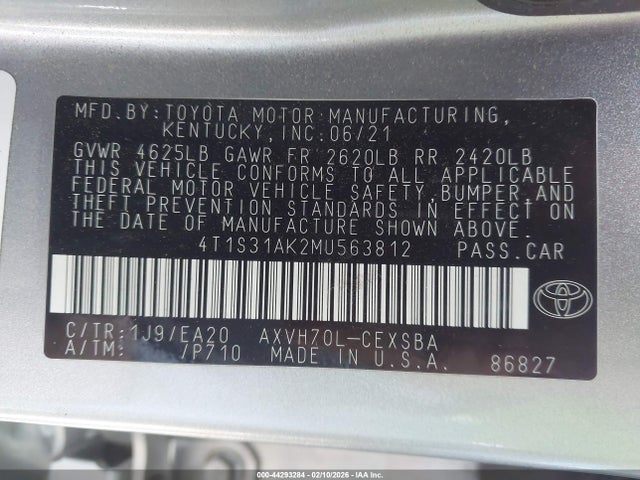 MFD.BY:TOYOTA MOTOR MANUFACTURING,
KENTUCKY, INC. 06/21
GVWR 4625LB GAWR FR 2620LB RR 2420LB
THIS VEHICLE CONFORMS TO ALL APPLICABLE
FEDERAL MOTOR VEHICLE SAFETY, BUMPER, AND
THEFT PREVENTION STANDARDS IN EFFECT ON
THE DATE OF MANUFACTURE SHOWN ABOVE.
4T1S31AK2MU563812 PASS.CAR
C/TR:1J9/EA20 AXVH70L-CEXSBA
A/TM: /P710 MADE IN U.S.A. 86827
000-44293284 - 02/10/2026 - IAAI.com